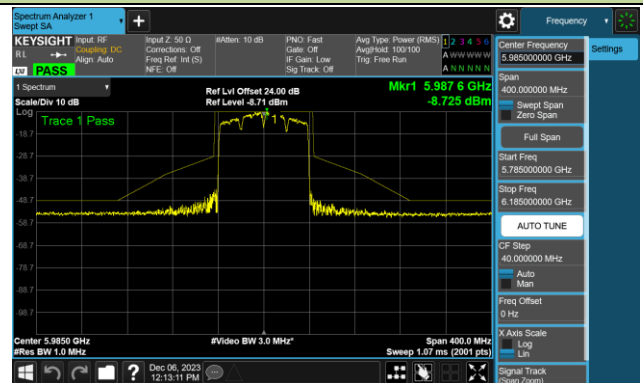 Spectrum Analyzer 1
Swept SA
+
Frequency
KEYSIGHT
RL
LXI
PASS
Input: RF
Coupling: DC
Align: Auto
Input Z: 50 Ω
Corrections: Off
Freq Ref: Int (S)
NFE: Off
#Atten: 10 dB
PNO: Fast
Gate: Off
IF Gain: Low
Sig Track: Off
Avg Type: Power (RMS)
Avg|Hold: 100/100
Trig: Free Run
1 2 3 4 5 6
A W W W W W
A N N N N N
1 Spectrum
Scale/Div 10 dB
Ref Lvl Offset 24.00 dB
Ref Level -8.71 dBm
Mkr1 5.987 6 GHz
-8.725 dBm
Log
Trace 1 Pass
-18.7
-28.7
-38.7
-48.7
-58.7
-68.7
-78.7
-88.7
-98.7
Center 5.9850 GHz
#Res BW 1.0 MHz
#Video BW 3.0 MHz*
Span 400.0 MHz
Sweep 1.07 ms (2001 pts)
Dec 06, 2023
12:13:11 PM
Center Frequency
5.985000000 GHz
Settings
Span
400.000000 MHz
Swept Span
Zero Span
Full Span
Start Freq
5.785000000 GHz
Stop Freq
6.185000000 GHz
AUTO TUNE
CF Step
40.000000 MHz
Auto
Man
Freq Offset
0 Hz
X Axis Scale
Log
Lin
Signal Track
(Span Zoom)